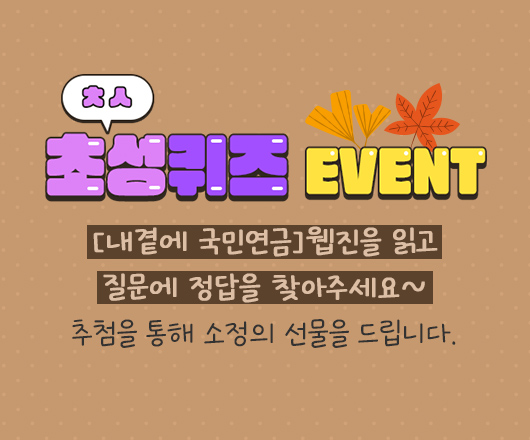 ㅊㅅ
초성퀴즈 EVENT
[내곁에 국민연금]웹진을 읽고
질문에 정답을 찾아주세요~
추첨을 통해 소정의 선물을 드립니다.